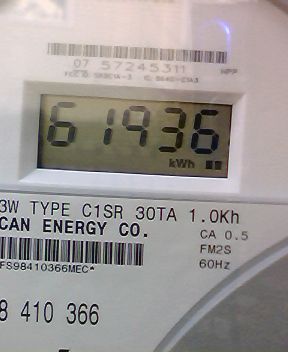 07 57245311
61936
kWh
3W TYPE C1SR 30TA 1.0Kh
CAN ENERGY CO.
CA 0.5
FM2S
60Hz
FS98410366MEC*
8 410 366